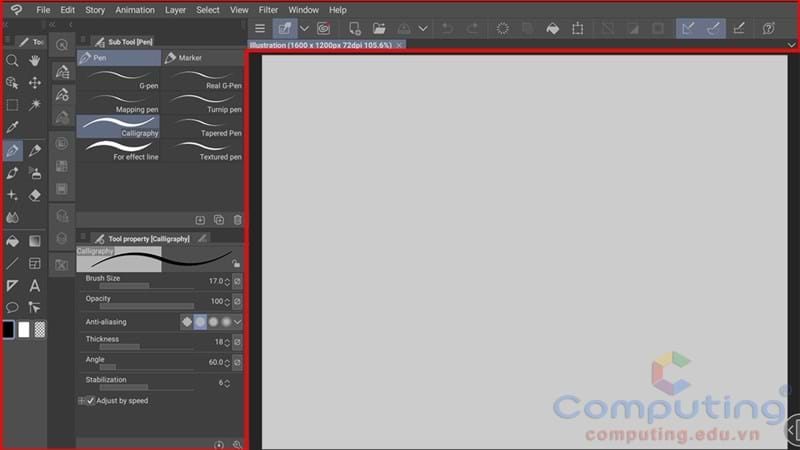 File Edit Story Animation Layer Select View Filter Window Help
Sub Tool [Pen]
Illustration (1600 x 1200px 72dpi 105.6%)
Pen Marker
G-pen Real G-Pen
Mapping pen Turnip pen
Calligraphy Tapered Pen
For effect line Textured pen
Tool property [Calligraphy]
Calligraphy
Brush Size 17.0
Opacity 100
Anti-aliasing
Thickness 18
Angle 60.0
Stabilization 6
Adjust by speed
Computing®
computing.edu.vn